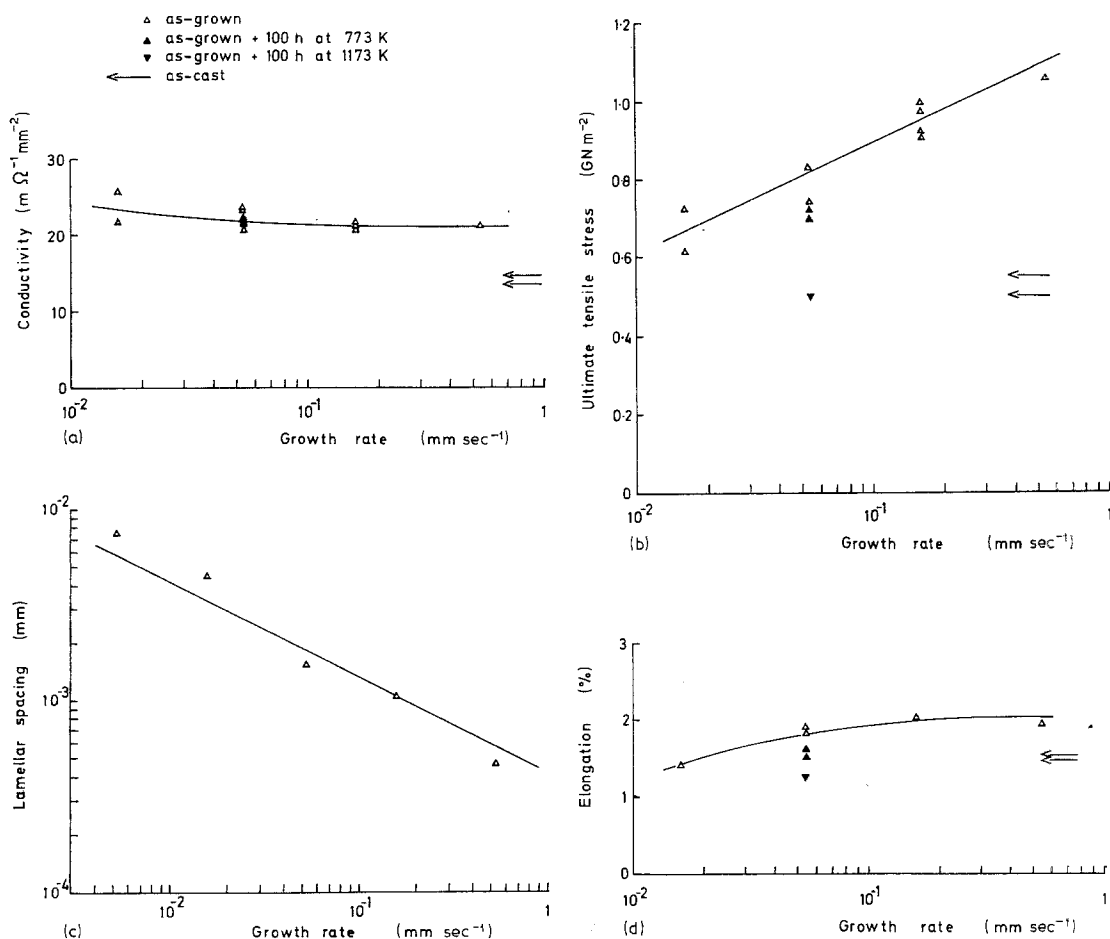 △ as-grown
▲ as-grown + 100 h at 773 K
▼ as-grown + 100 h at 1173 K
← as-cast
Conductivity (m Ω⁻¹ mm⁻²)
30
20
10
0
10⁻²
10⁻¹
1
(a)
Growth rate (mm sec⁻¹)
Ultimate tensile stress (GN m⁻²)
1·2
1·0
0·8
0·6
0·4
0·2
0
10⁻²
10⁻¹
1
(b)
Growth rate (mm sec⁻¹)
Lamellar spacing (mm)
10⁻²
10⁻³
10⁻⁴
10⁻²
10⁻¹
1
(c)
Growth rate (mm sec⁻¹)
Elongation (%)
3
2
1
0
10⁻²
10⁻¹
1
(d)
Growth rate (mm sec⁻¹)